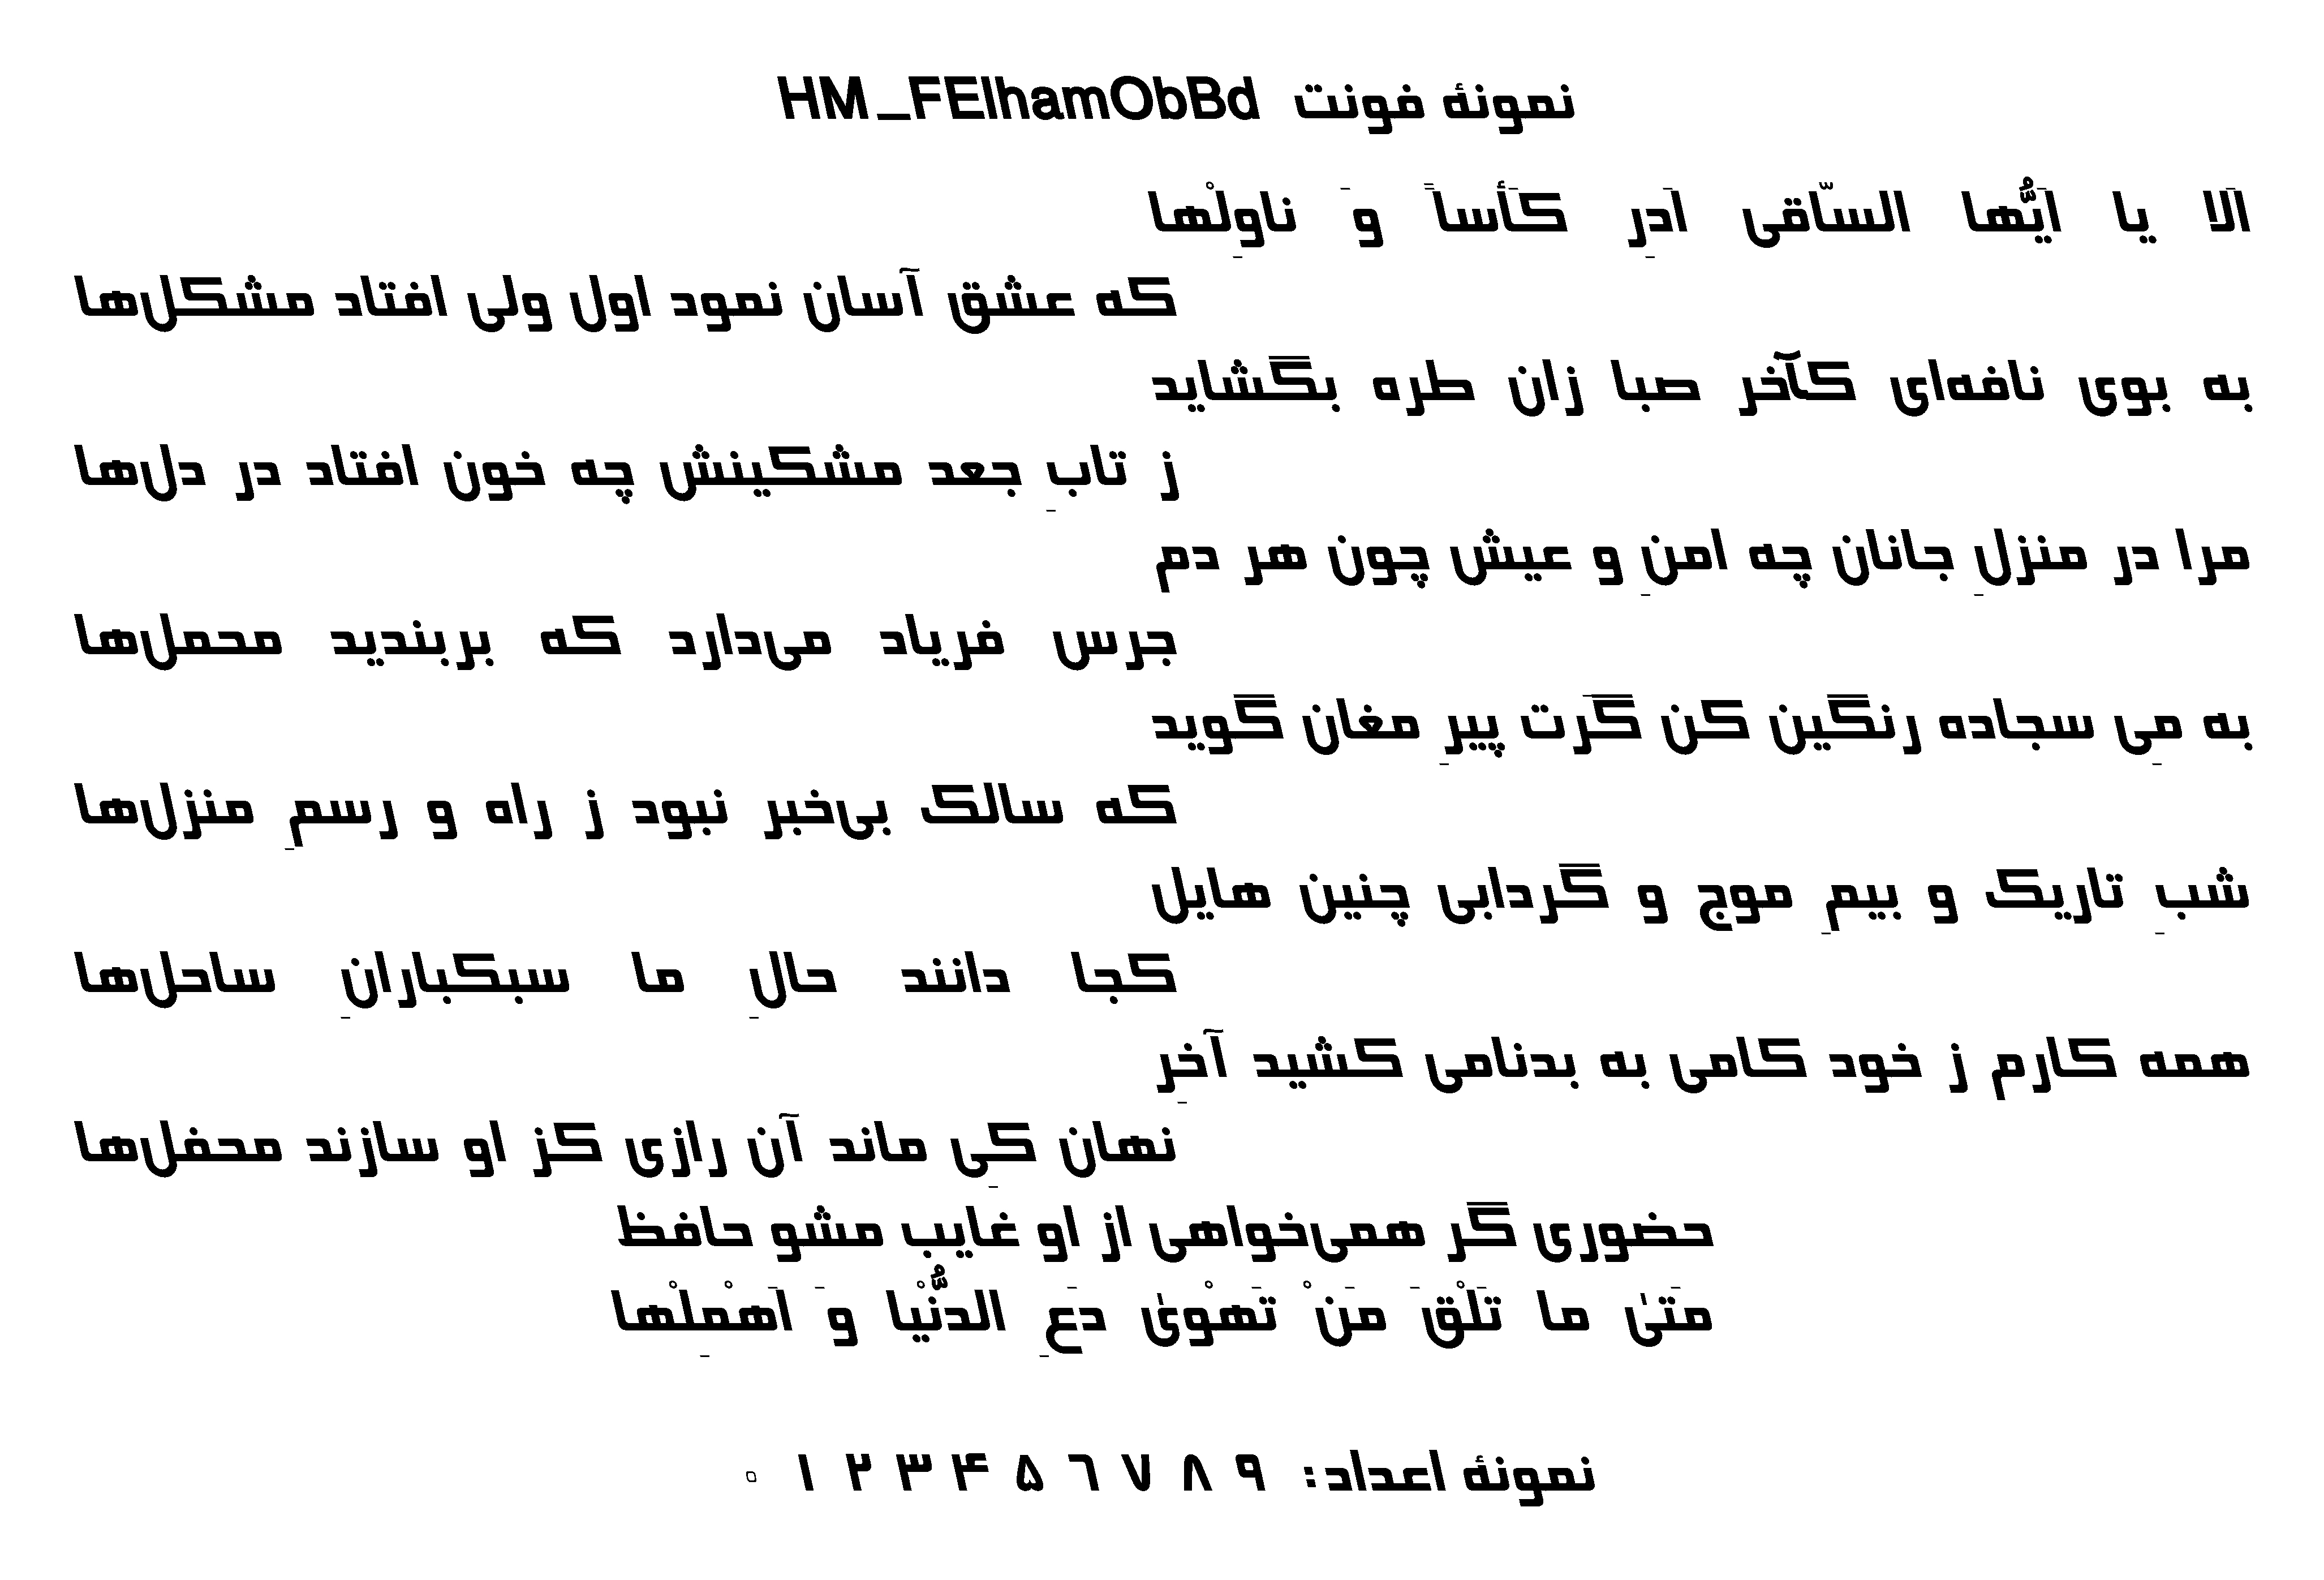 نمونهٔ فونت HM_FElhamObBd
اَلا یا اَیُّها السّاقی اَدِر کَأساً وَ ناوِلْها
که عشق آسان نمود اول ولی افتاد مشکل‌ها
به بوی نافه‌ای کآخر صبا زان طره بگشاید
ز تابِ جعد مشکینش چه خون افتاد در دل‌ها
مرا در منزلِ جانان چه امنِ و عیش چون هر دم
جرس فریاد می‌دارد که بربندید محمل‌ها
به مِی سجاده رنگین کن گَرت پیرِ مغان گوید
که سالک بی‌خبر نبود ز راه و رسمِ منزل‌ها
شبِ تاریک و بیمِ موج و گردابی چنین هایل
کجا دانند حالِ ما سبکبارانِ ساحل‌ها
همه کارم ز خود کامی به بدنامی کشید آخِر
نهان کِی ماند آن رازی کز او سازند محفل‌ها
حضوری گر همی‌خواهی از او غایب مشو حافظ
مَتیٰ ما تَلْقَ مَنْ تَهْویٰ دَعِ الدُّنْیا وَ اَهْمِلْها
نمونهٔ اعداد: ۹ ۸ ۷ ۶ ۵ ۴ ۳ ۲ ۱ ۰